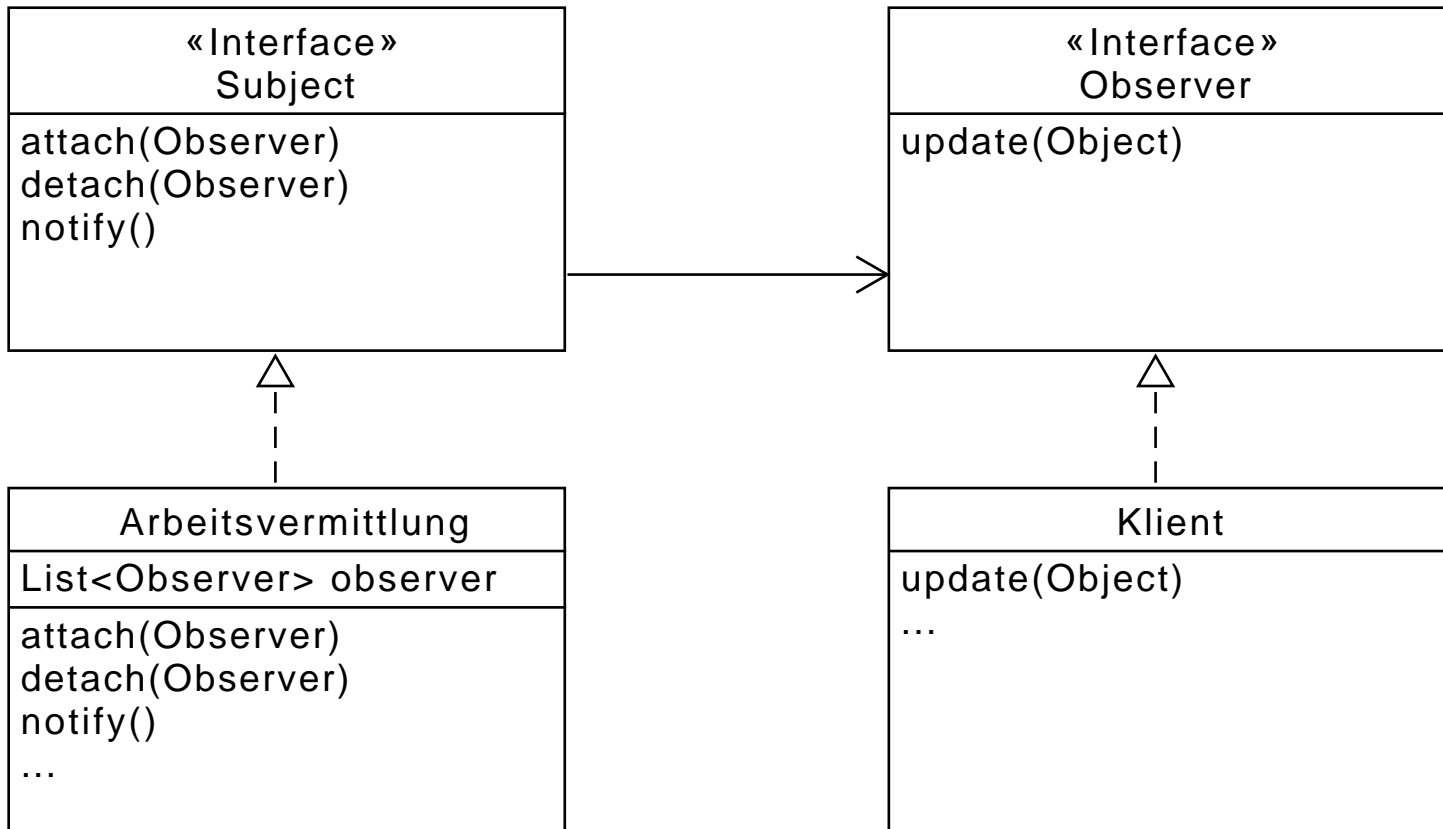 «Interface»
Subject
attach(Observer)
detach(Observer)
notify()
«Interface»
Observer
update(Object)
Arbeitsvermittlung
List<Observer> observer
attach(Observer)
detach(Observer)
notify()
...
Klient
update(Object)
...